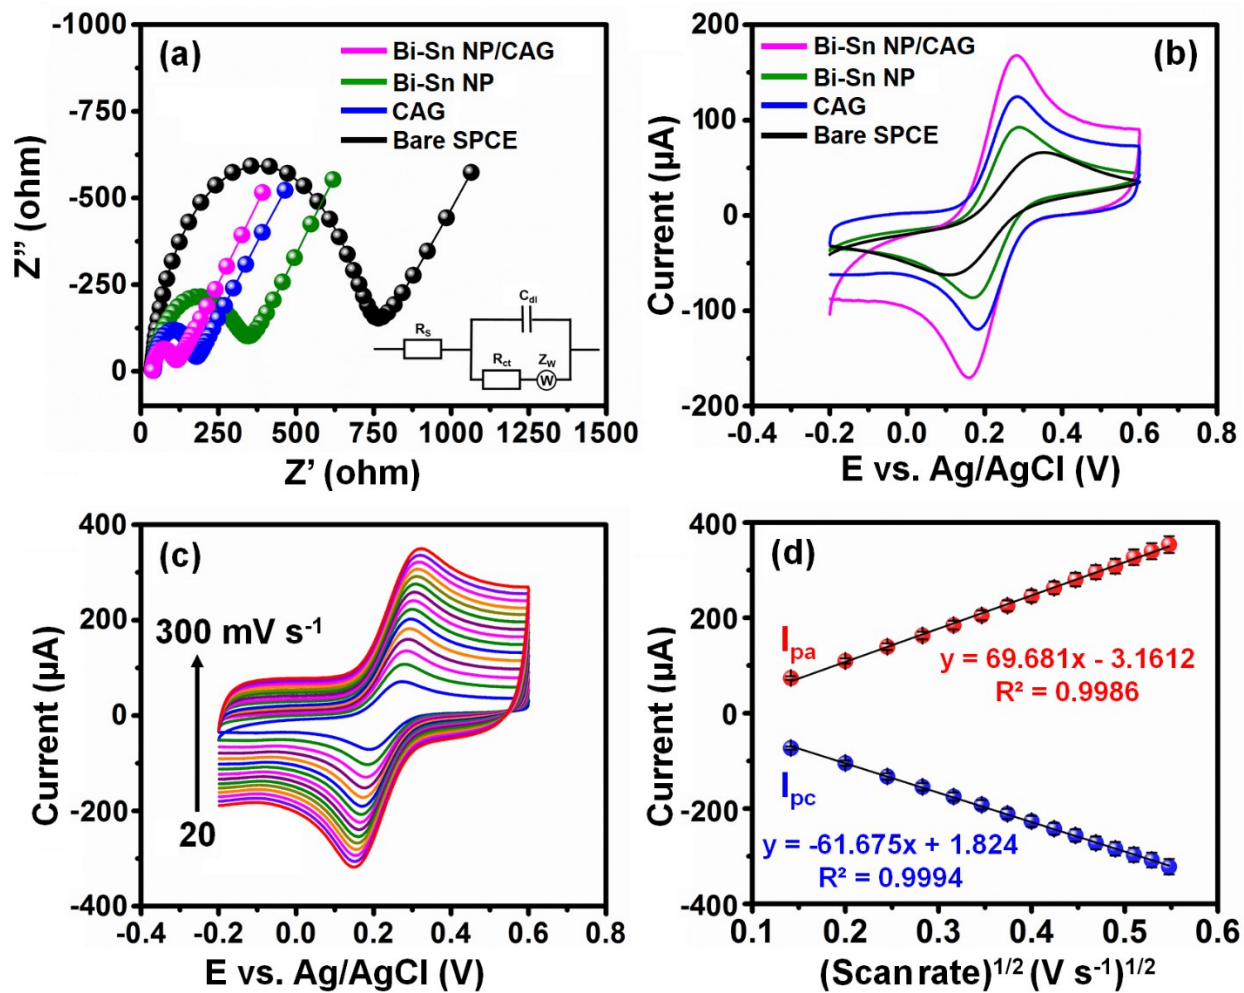 (a)
Bi-Sn NP/CAG
Bi-Sn NP
CAG
Bare SPCE
-1000
-750
-500
-250
0
Z’’ (ohm)
R_S
C_dl
R_ct
Z_W
W
0 250 500 750 1000 1250 1500
Z’ (ohm)
(b)
Bi-Sn NP/CAG
Bi-Sn NP
CAG
Bare SPCE
200
100
0
-100
-200
Current (µA)
-0.4 -0.2 0.0 0.2 0.4 0.6 0.8
E vs. Ag/AgCl (V)
(c)
400
200
0
-200
-400
Current (µA)
300 mV s⁻¹
20
-0.4 -0.2 0.0 0.2 0.4 0.6 0.8
E vs. Ag/AgCl (V)
(d)
400
200
0
-200
-400
Current (µA)
I_pa
y = 69.681x - 3.1612
R² = 0.9986
I_pc
y = -61.675x + 1.824
R² = 0.9994
0.1 0.2 0.3 0.4 0.5 0.6
(Scan rate)^1/2 (V s⁻¹)^1/2